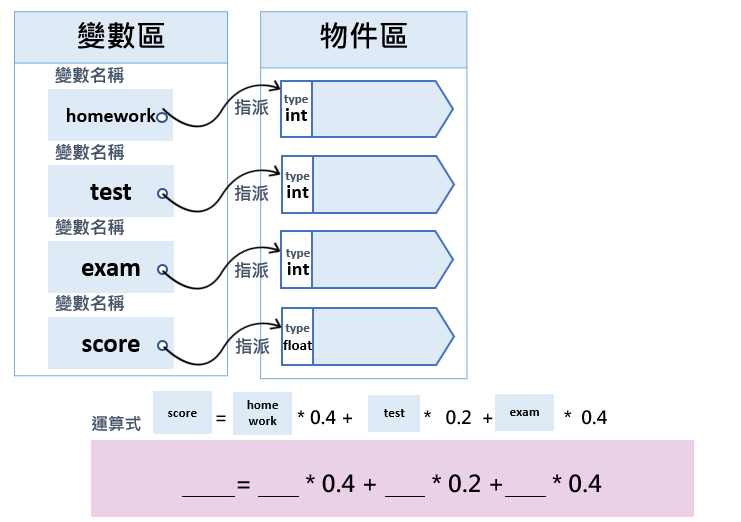 變數區
物件區
變數名稱
homework
指派
type
int
變數名稱
test
指派
type
int
變數名稱
exam
指派
type
int
變數名稱
score
指派
type
float
運算式 score = home work * 0.4 + test * 0.2 + exam * 0.4
____ = ____ * 0.4 + ____ * 0.2 + ____ * 0.4